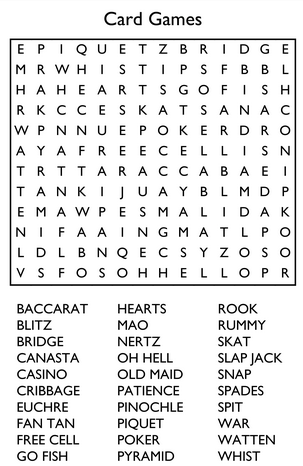 Card Games
E P I Q U E T Z B R I D G E
M R W H I S T I P S F B B L
H A H E A R T S G O F I S H
R K C C E S K A T S A N A C
W P N N U E P O K E R D R O
A Y A F R E E C E L L I S N
T R T T A R A C C A B A E I
T A N K I J U A Y B L M D P
E M A W P E S M A L I D A K
N I F A A I N G M A T L P O
L D L B N Q E C S Y Z O S O
V S F O S O H H E L L O P R
BACCARAT HEARTS ROOK
BLITZ MAO RUMMY
BRIDGE NERTZ SKAT
CANASTA OH HELL SLAP JACK
CASINO OLD MAID SNAP
CRIBBAGE PATIENCE SPADES
EUCHRE PINOCHLE SPIT
FAN TAN PIQUET WAR
FREE CELL POKER WATTEN
GO FISH PYRAMID WHIST